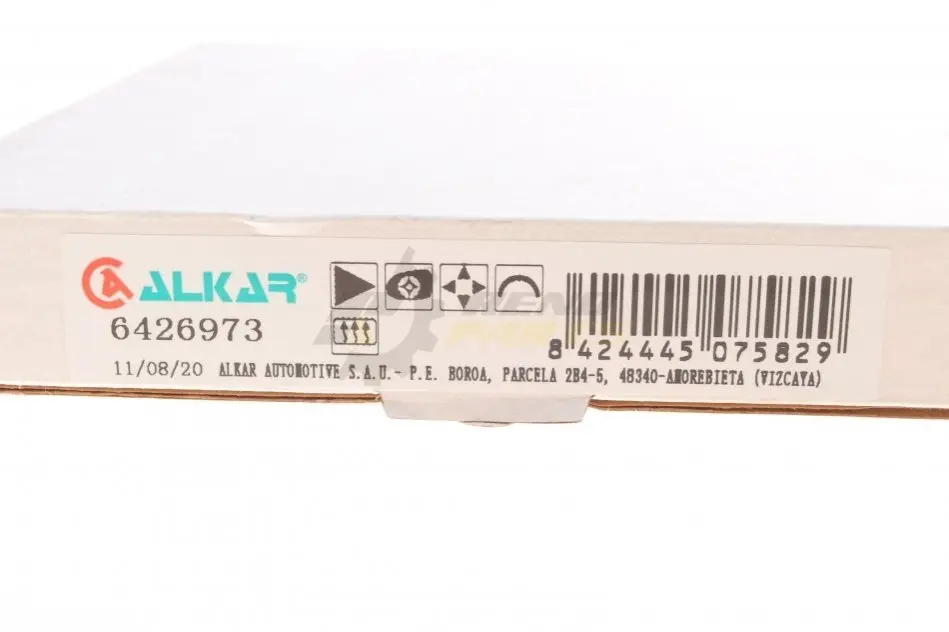 ALKAR®
6426973
8 424445 075829
11/08/20 ALKAR AUTOMOTIVE S.A.U.- P.E. BOROA, PARCELA 2B4-5, 48340-AMOREBIETA (VIZCAYA)